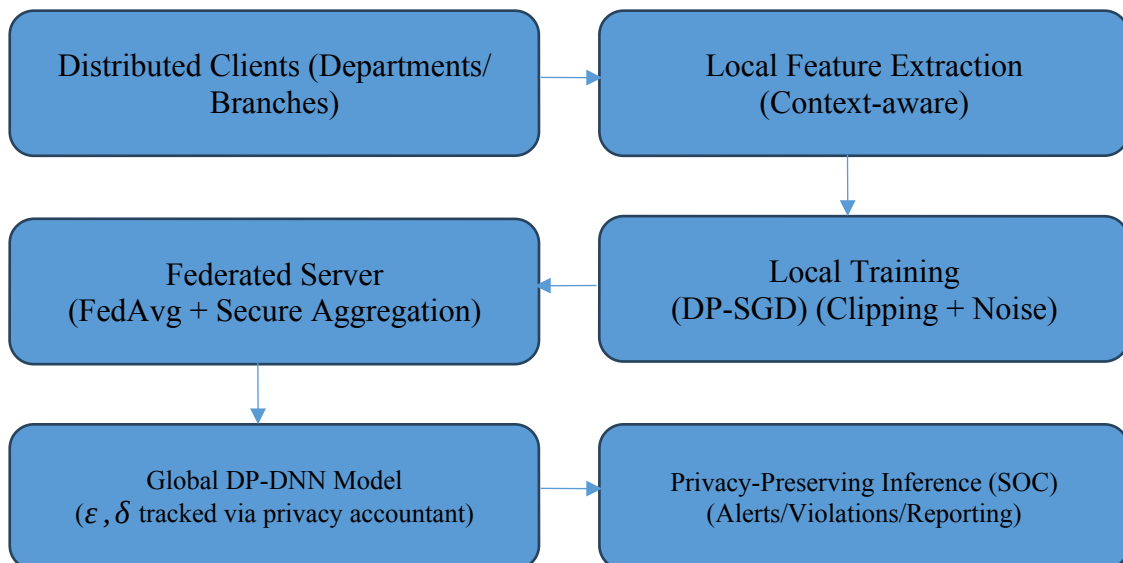 Distributed Clients (Departments/
Branches)
Local Feature Extraction
(Context-aware)
Federated Server
(FedAvg + Secure Aggregation)
Local Training
(DP-SGD) (Clipping + Noise)
Global DP-DNN Model
(𝜀, 𝛿 tracked via privacy accountant)
Privacy-Preserving Inference (SOC)
(Alerts/Violations/Reporting)